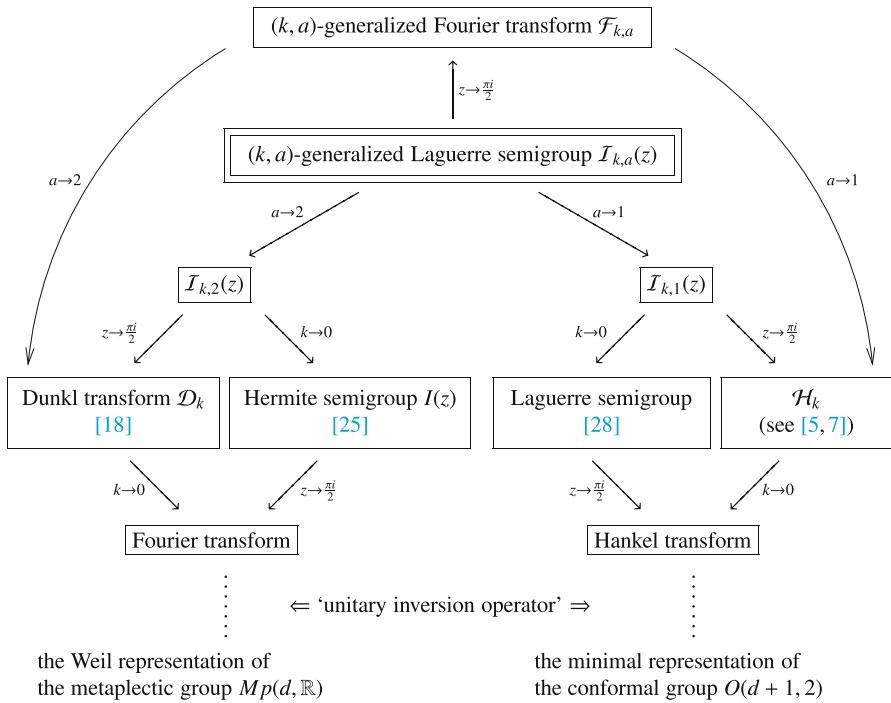 (k, a)-generalized Fourier transform ℱ_{k,a}
z→πi/2
(k, a)-generalized Laguerre semigroup ℐ_{k,a}(z)
a→2
a→1
a→2
a→1
ℐ_{k,2}(z)
ℐ_{k,1}(z)
z→πi/2
k→0
k→0
z→πi/2
Dunkl transform 𝒟_k
[18]
Hermite semigroup I(z)
[25]
Laguerre semigroup
[28]
ℋ_k
(see [5, 7])
k→0
z→πi/2
z→πi/2
k→0
Fourier transform
Hankel transform
⇐ ‘unitary inversion operator’ ⇒
the Weil representation of
the metaplectic group Mp(d, ℝ)
the minimal representation of
the conformal group O(d + 1, 2)